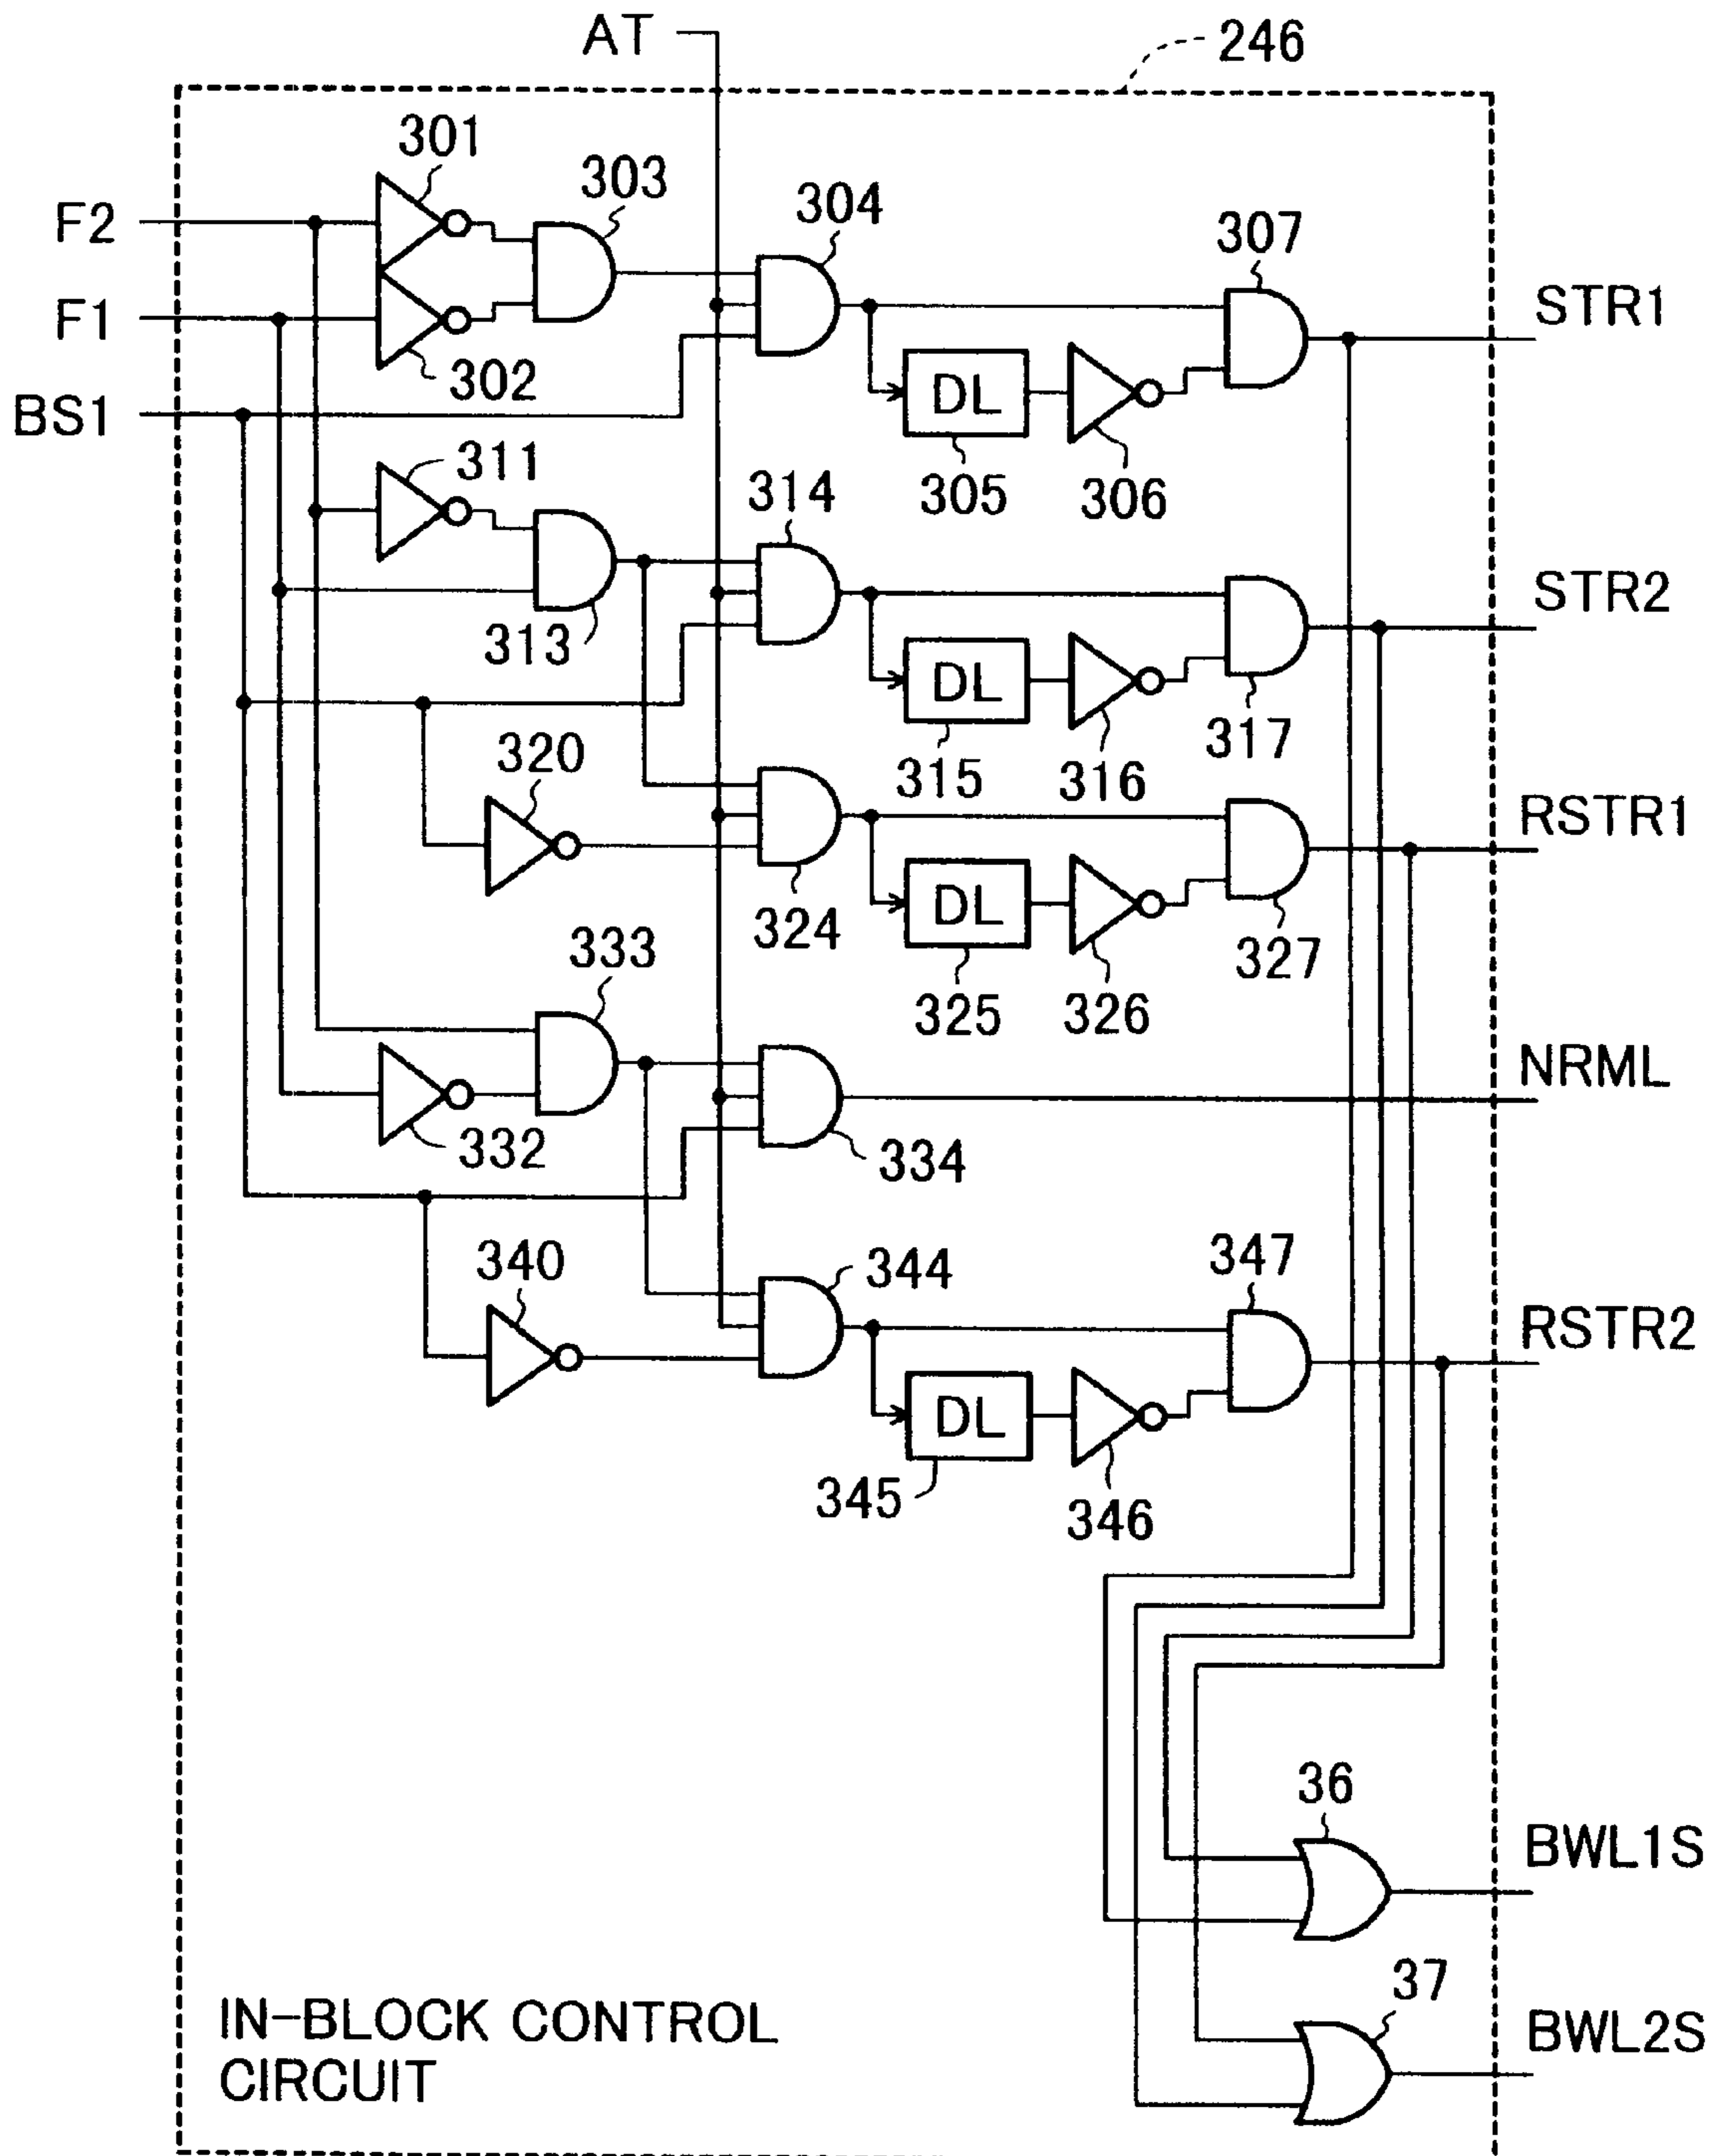 AT
246
301
303
304
307
F2
F1
302
STR1
BS1
DL
305
306
311
314
STR2
313
DL
317
320
315
316
RSTR1
324
DL
327
333
325
326
NRML
332
334
340
344
347
RSTR2
DL
345
346
36
BWL1S
37
BWL2S
IN-BLOCK CONTROL
CIRCUIT